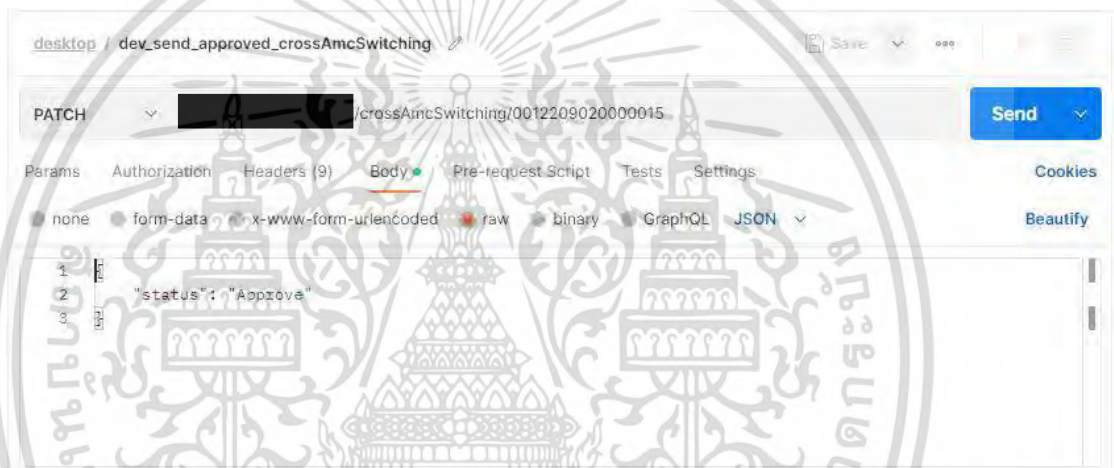 desktop / dev_send_approved_crossAmcSwitching
Save
PATCH /crossAmcSwitching/0012209020000015 Send
Params Authorization Headers (9) Body Pre-request Script Tests Settings Cookies
none form-data x-www-form-urlencoded raw binary GraphQL JSON Beautify
1 {
2 "status": "Approve"
3 }